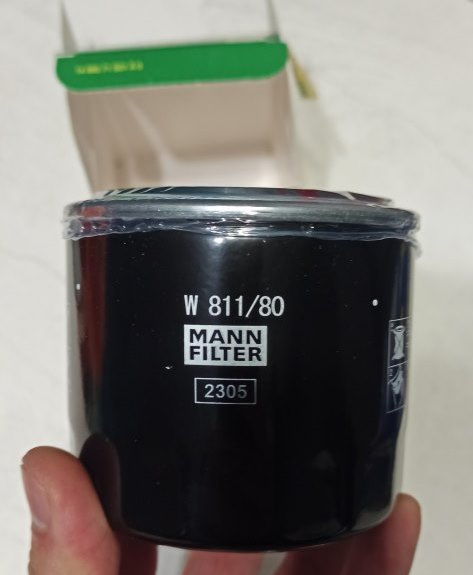 W 811/80
MANN
FILTER
2305